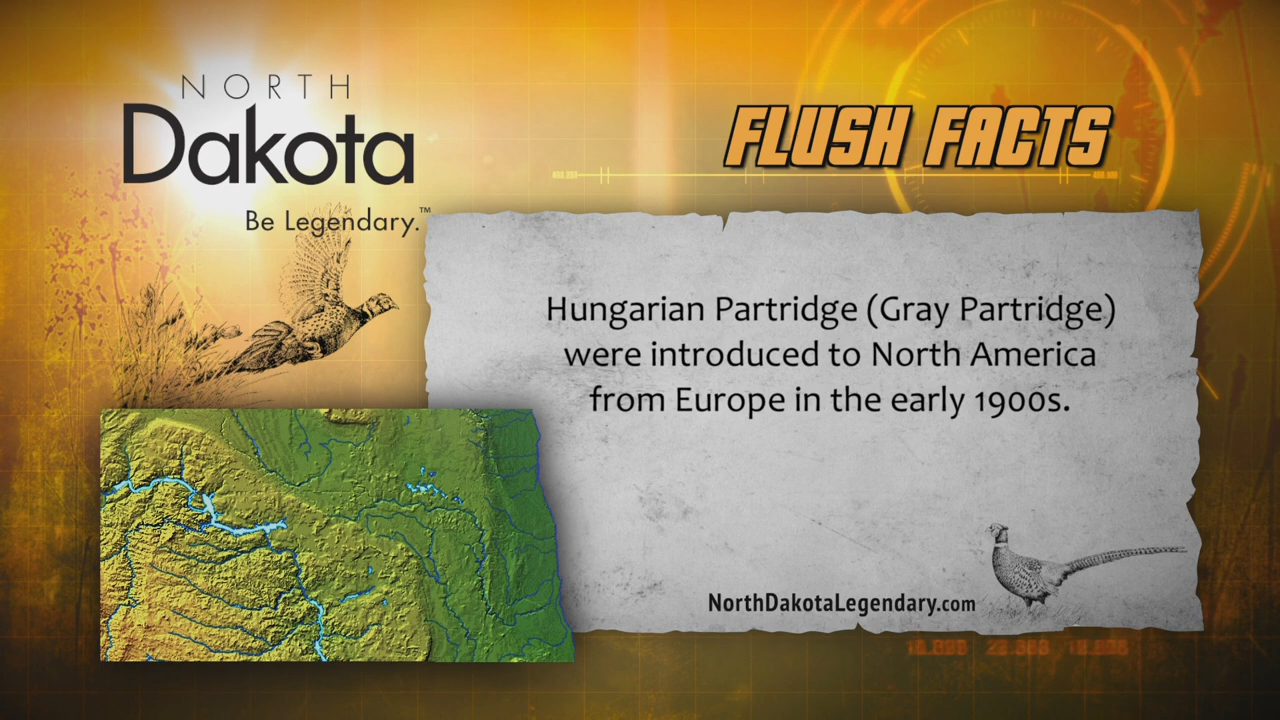 NORTH
Dakota
Be Legendary.™
FLUSH FACTS
Hungarian Partridge (Gray Partridge)
were introduced to North America
from Europe in the early 1900s.
NorthDakotaLegendary.com